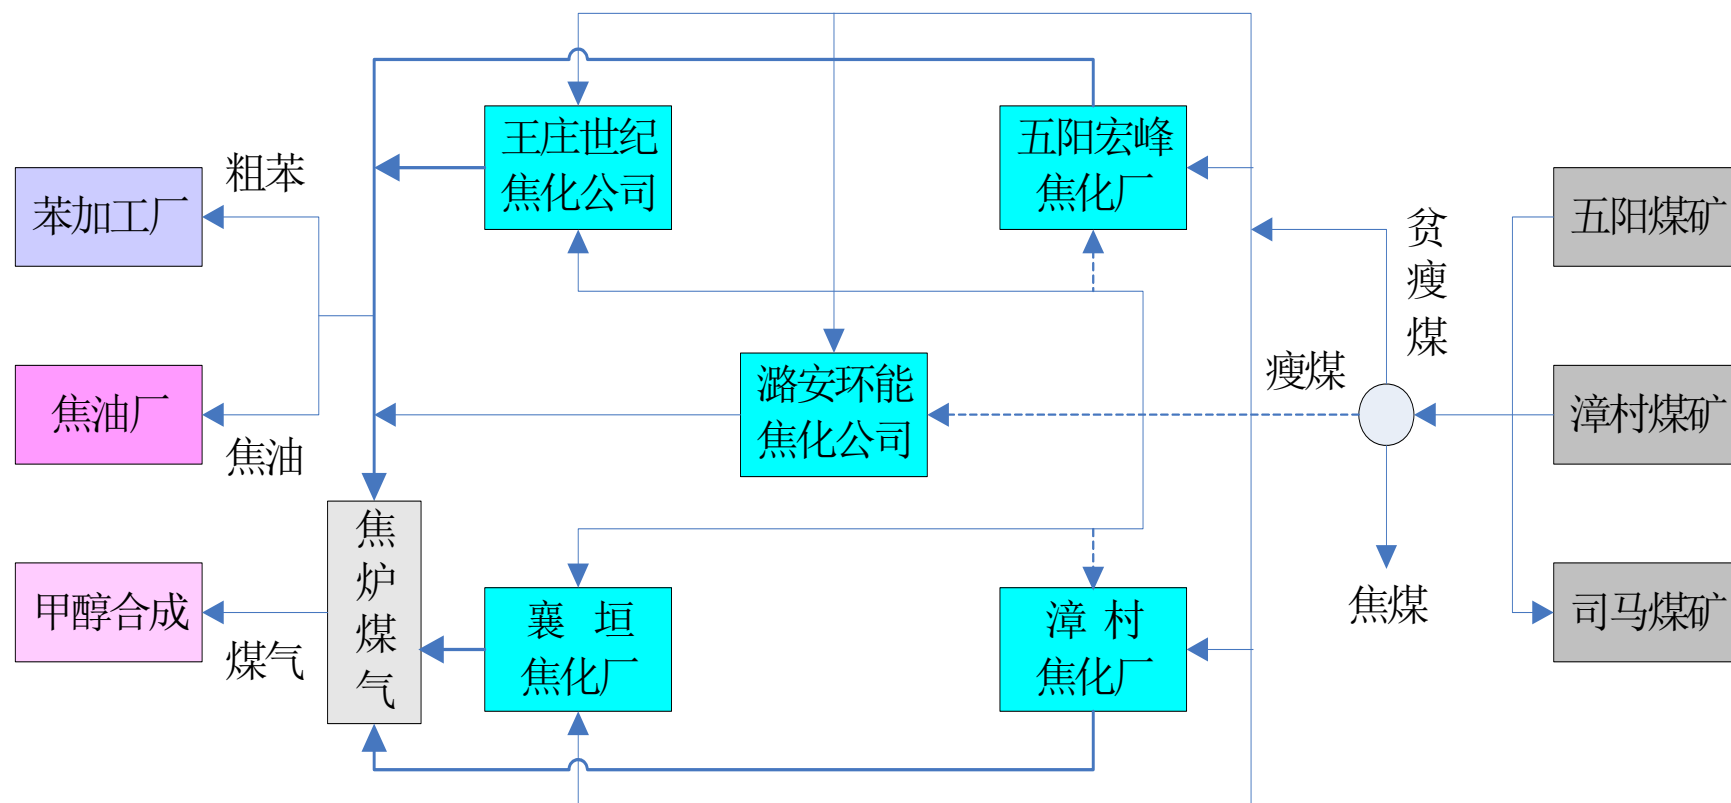 王庄世纪
焦化公司
五阳宏峰
焦化厂
粗苯
苯加工厂
五阳煤矿
贫
瘦
煤
潞安环能
焦化公司
瘦煤
焦油厂
焦油
漳村煤矿
焦
炉
煤
气
甲醇合成
煤气
襄 垣
焦化厂
漳 村
焦化厂
焦煤
司马煤矿